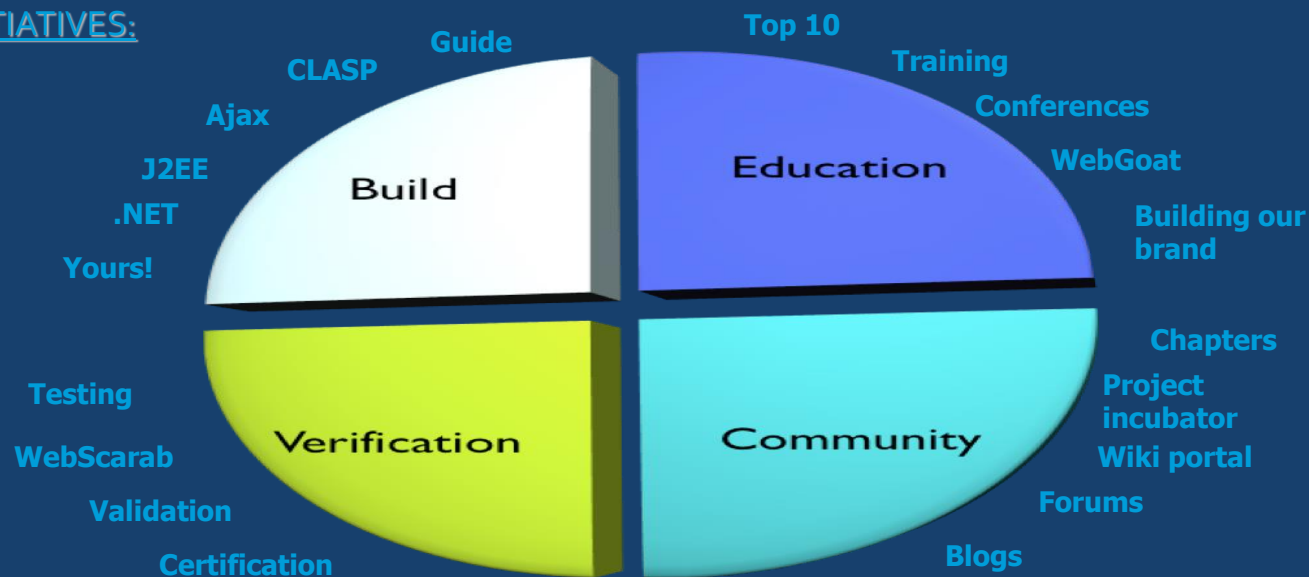 TIATIVES:
Guide
CLASP
Ajax
J2EE
.NET
Yours!
Build
Top 10
Training
Conferences
WebGoat
Building our
brand
Education
Testing
WebScarab
Validation
Certification
Verification
Chapters
Project
incubator
Wiki portal
Forums
Blogs
Community